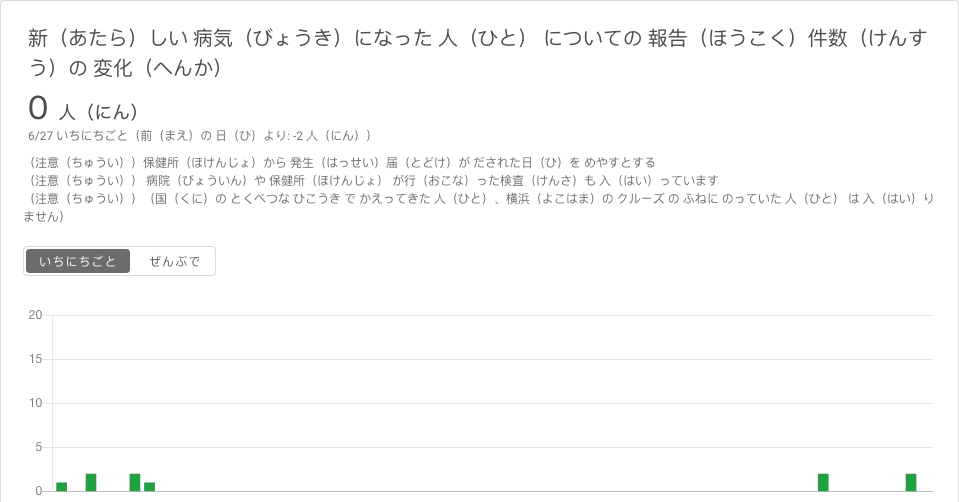 新（あたら）しい 病気（びょうき）になった 人（ひと） についての 報告（ほうこく）件数（けんす
う）の 変化（へんか）
0 人（にん）
6/27 いちにちごと（前（まえ）の 日（ひ）より: -2 人（にん））
（注意（ちゅうい））保健所（ほけんじょ）から 発生（はっせい）届（とどけ）が だされた日（ひ）を めやすとする
（注意（ちゅうい）） 病院（びょういん）や 保健所（ほけんじょ） が行（おこな）った検査（けんさ）も 入（はい）っています
（注意（ちゅうい））（国（くに）の とくべつな ひこうき で かえってきた 人（ひと）、横浜（よこはま）の クルーズ の ふねに のっていた 人（ひと） は 入（はい）り
ません）
いちにちごと ぜんぶで
20
15
10
5
0